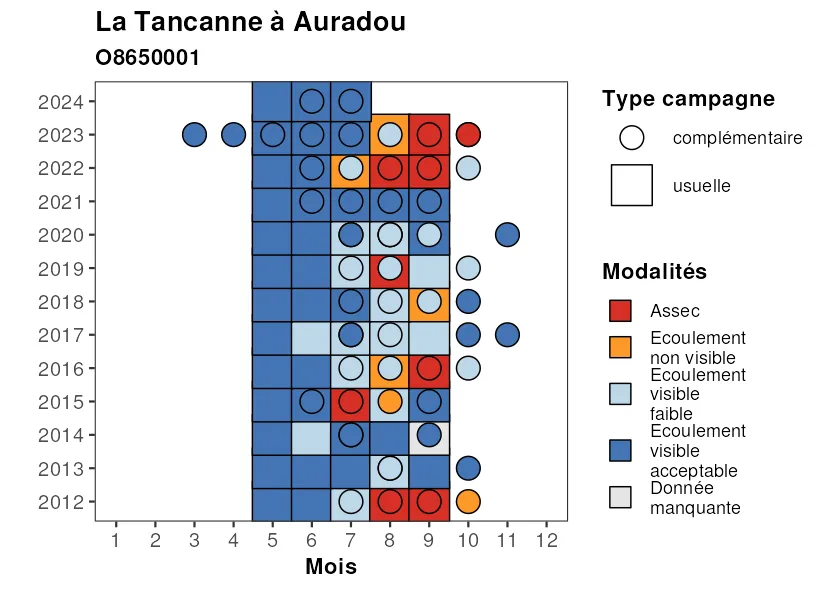 La Tancanne à Auradou
O8650001
2024
2023
2022
2021
2020
2019
2018
2017
2016
2015
2014
2013
2012
1 2 3 4 5 6 7 8 9 10 11 12
Mois
Type campagne
complémentaire
usuelle
Modalités
Assec
Ecoulement
non visible
Ecoulement
visible
faible
Ecoulement
visible
acceptable
Donnée
manquante